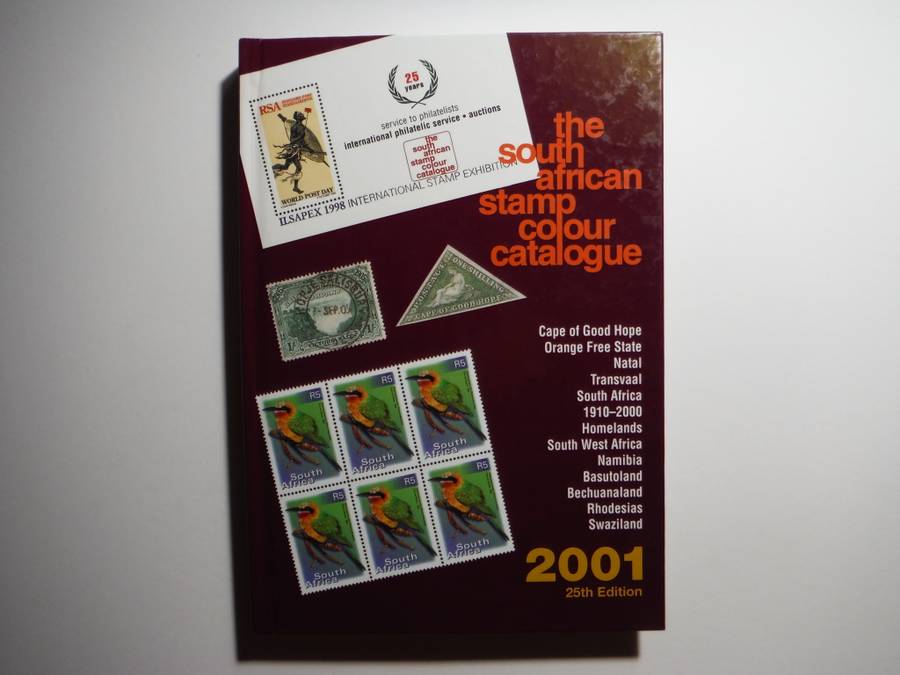 25
years
service to philatelists
international philatelic service • auctions
the
south
african
stamp
colour
catalogue
RSA
WORLD POST DAY
ILSAPEX 1998 INTERNATIONAL STAMP EXHIBITION
the
south
african
stamp
colour
catalogue
POSTAGE
ONE SHILLING
CAPE OF GOOD HOPE
Cape of Good Hope
Orange Free State
Natal
Transvaal
South Africa
1910–2000
Homelands
South West Africa
Namibia
Basutoland
Bechuanaland
Rhodesias
Swaziland
R5
R5
R5
South
Africa
South
Africa
South
Africa
R5
R5
R5
South
Africa
South
Africa
South
Africa
2001
25th Edition